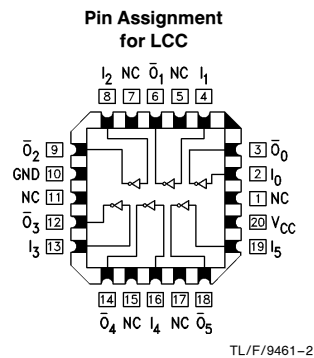 Pin Assignment
for LCC
I₂ NC Ō₁ NC I₁
8 7 6 5 4
Ō₂ 9
GND 10
NC 11
Ō₃ 12
I₃ 13
3 Ō₀
2 I₀
1 NC
20 V_CC
19 I₅
14 15 16 17 18
Ō₄ NC I₄ NC Ō₅
TL/F/9461–2